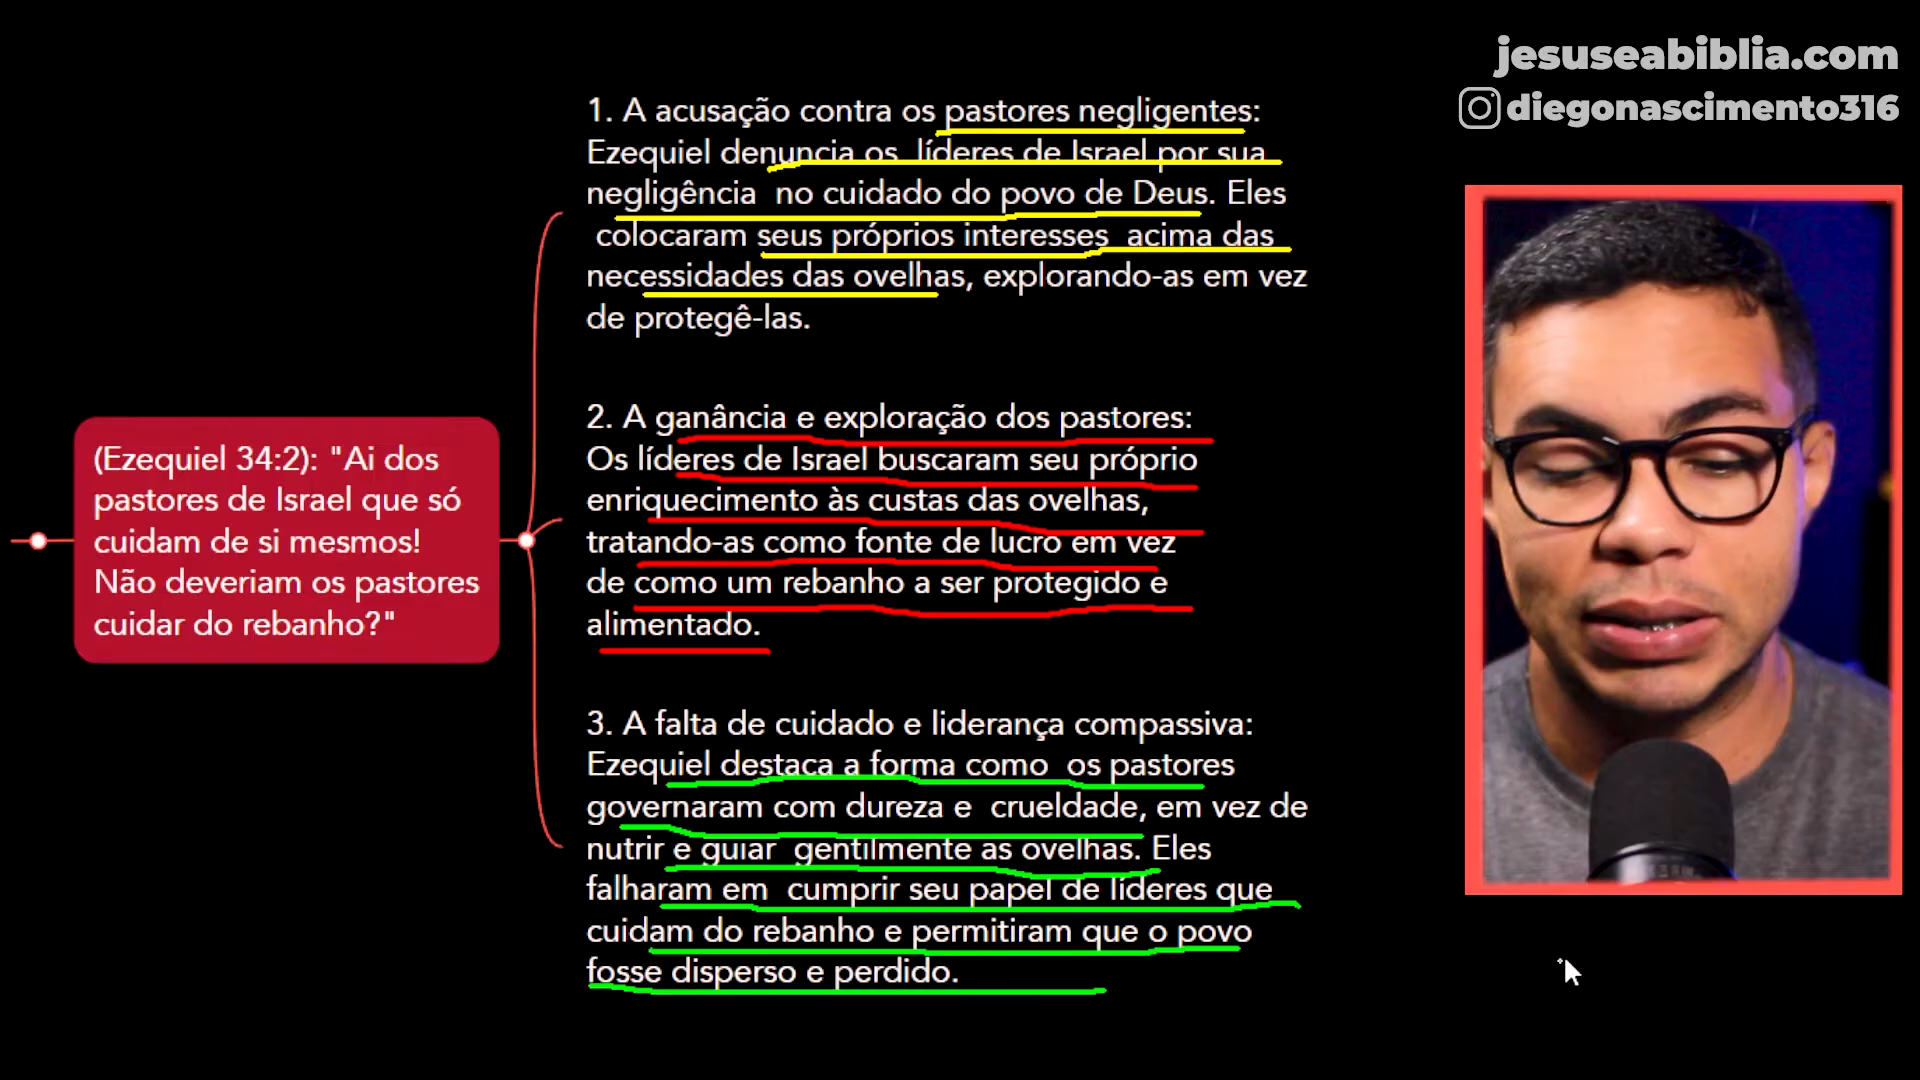 jesuseabiblia.com
diegonascimento316
(Ezequiel 34:2): "Ai dos
pastores de Israel que só
cuidam de si mesmos!
Não deveriam os pastores
cuidar do rebanho?"
1. A acusação contra os pastores negligentes:
Ezequiel denuncia os líderes de Israel por sua
negligência no cuidado do povo de Deus. Eles
colocaram seus próprios interesses acima das
necessidades das ovelhas, explorando-as em vez
de protegê-las.
2. A ganância e exploração dos pastores:
Os líderes de Israel buscaram seu próprio
enriquecimento às custas das ovelhas,
tratando-as como fonte de lucro em vez
de como um rebanho a ser protegido e
alimentado.
3. A falta de cuidado e liderança compassiva:
Ezequiel destaca a forma como os pastores
governaram com dureza e crueldade, em vez de
nutrir e guiar gentilmente as ovelhas. Eles
falharam em cumprir seu papel de líderes que
cuidam do rebanho e permitiram que o povo
fosse disperso e perdido.